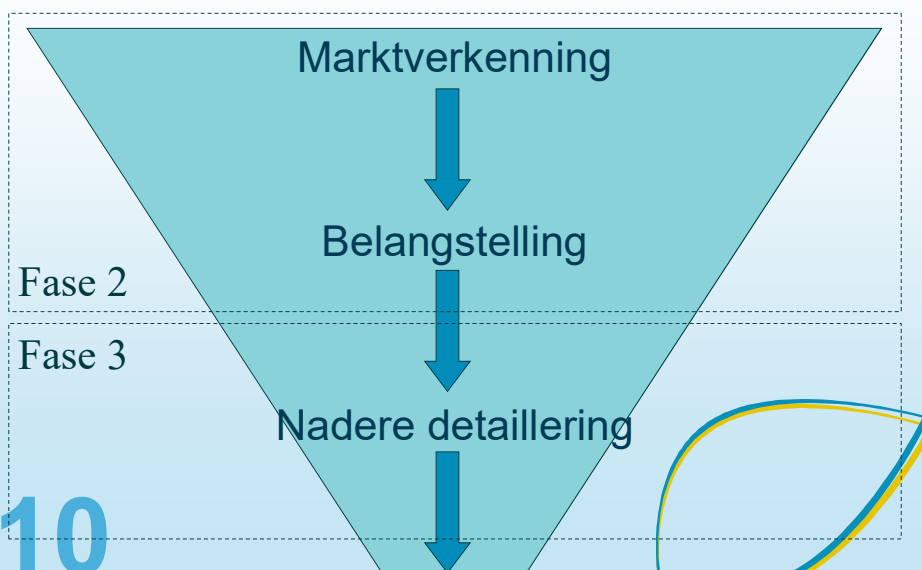 Marktverkenning
Belangstelling
Fase 2
Fase 3
Nadere detaillering
10